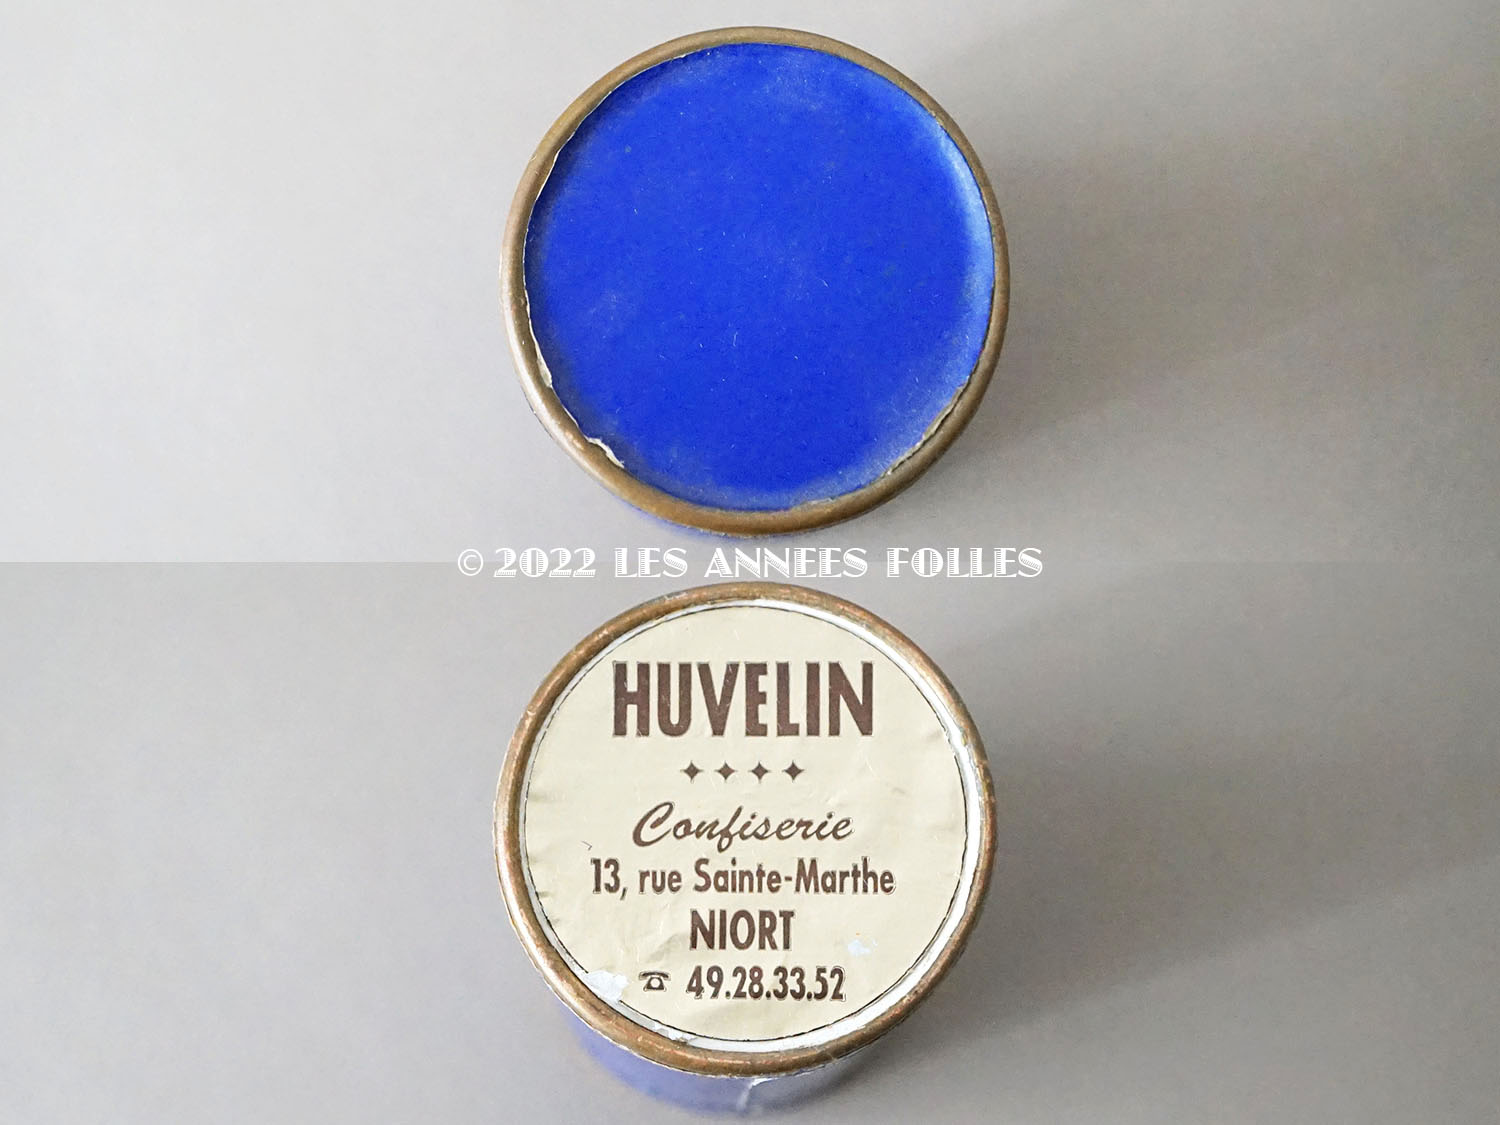 © 2022 LES ANNEES FOLLES
HUVELIN
Confiserie
13, rue Sainte-Marthe
NIORT
☎ 49.28.33.52